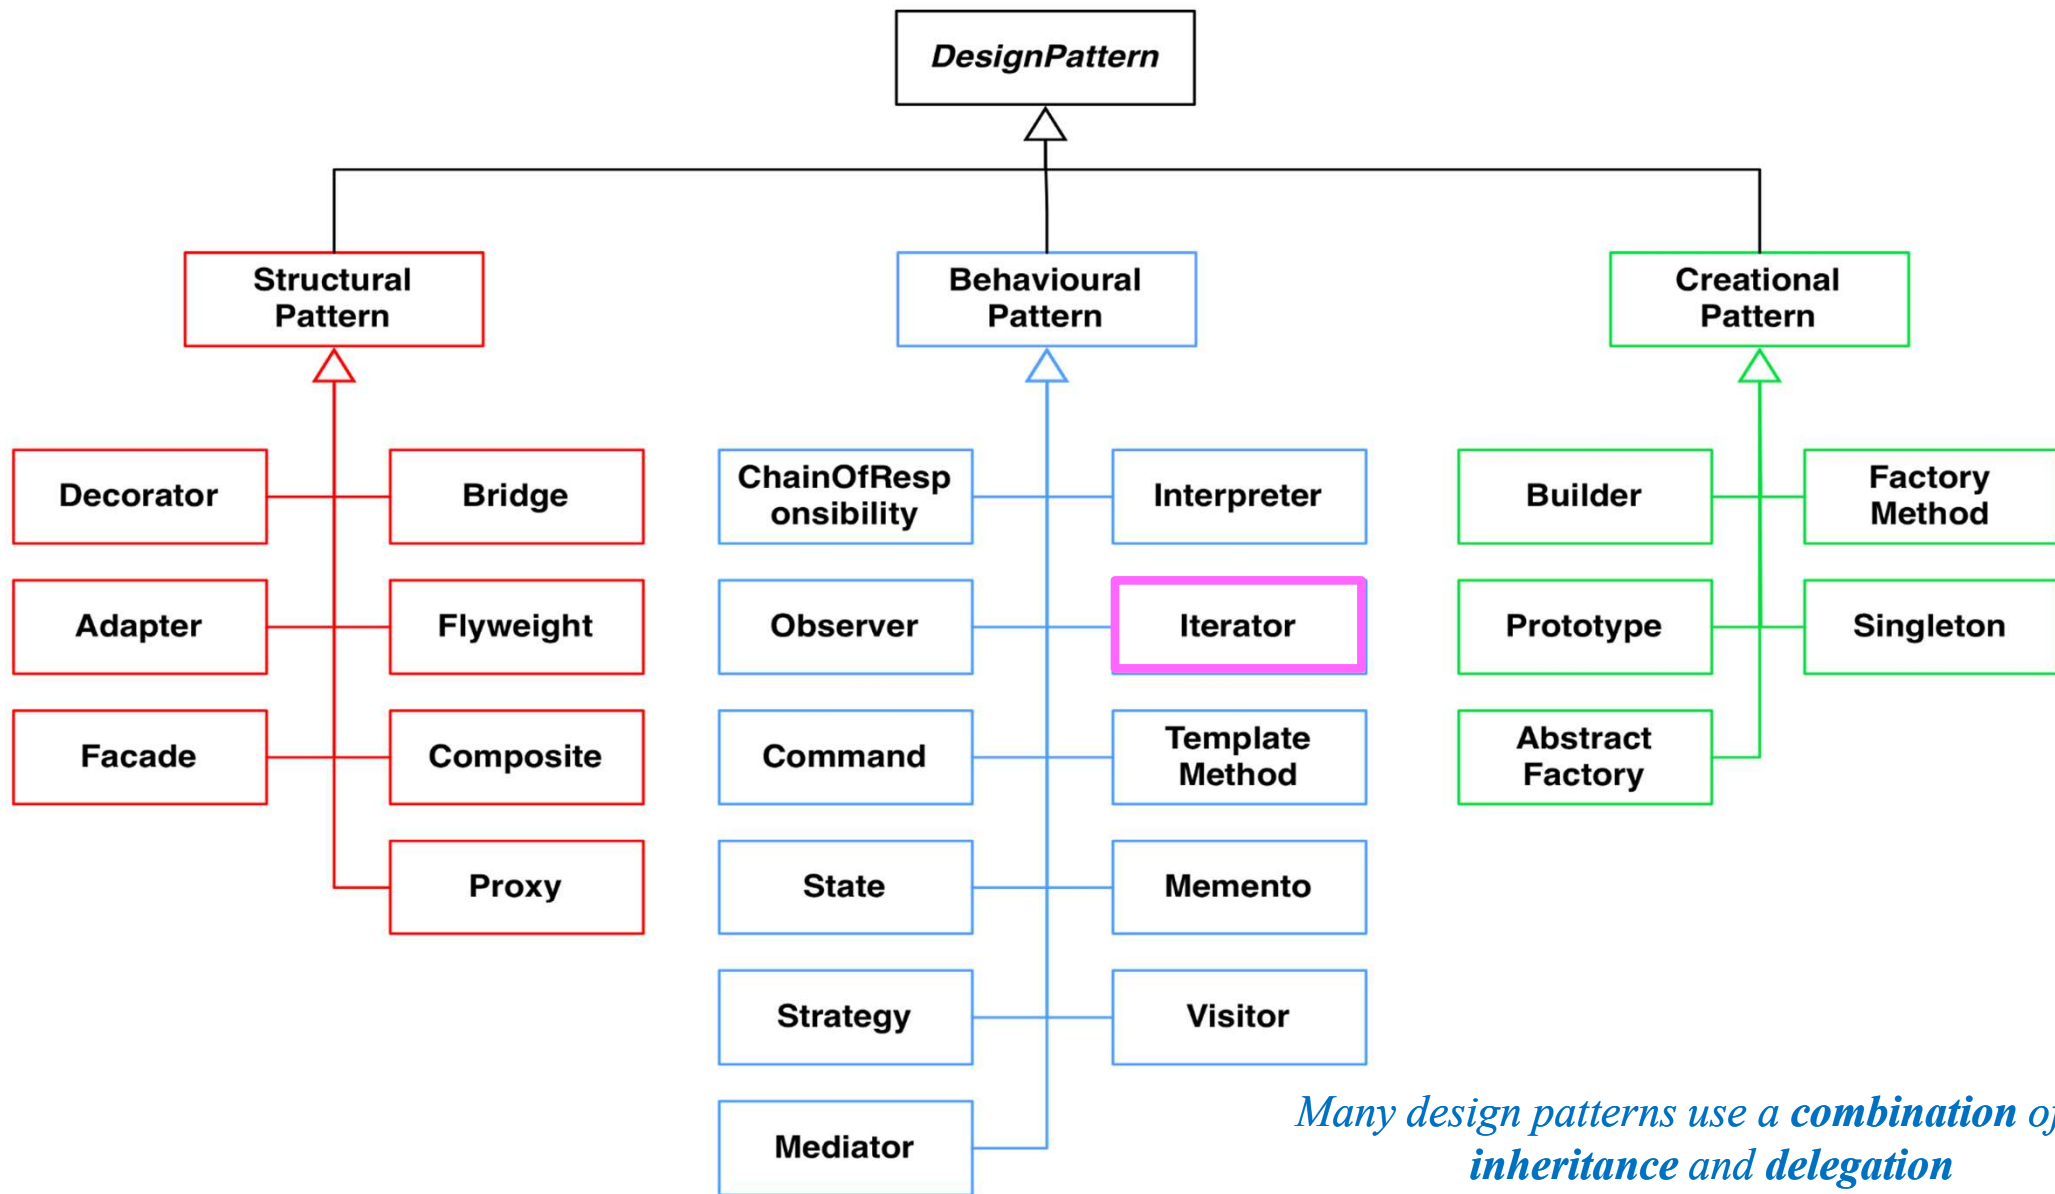 DesignPattern
Structural
Pattern
Behavioural
Pattern
Creational
Pattern
Decorator
Bridge
ChainOfResp
onsibility
Interpreter
Builder
Factory
Method
Adapter
Flyweight
Observer
Iterator
Prototype
Singleton
Facade
Composite
Command
Template
Method
Abstract
Factory
Proxy
State
Memento
Strategy
Visitor
Mediator
Many design patterns use a combination of
inheritance and delegation